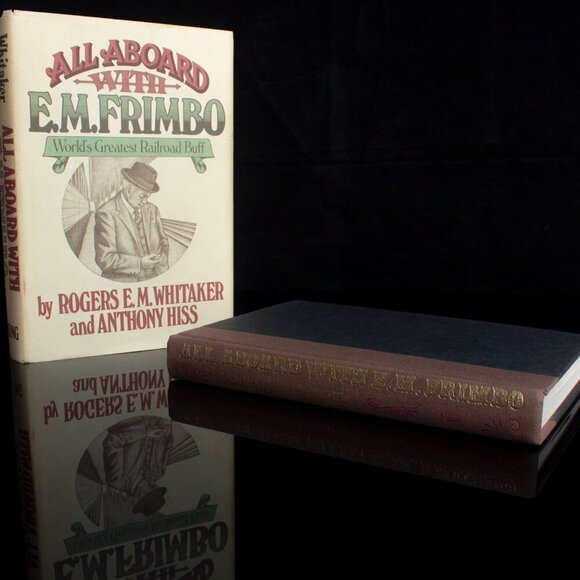 ALL ABOARD
WITH
E.M. FRIMBO
World's Greatest Railroad Buff
by ROGERS E. M. WHITAKER
and ANTHONY HISS
Whitaker
ALL ABOARD WITH
ALL ABOARD WITH E. M. FRIMBO